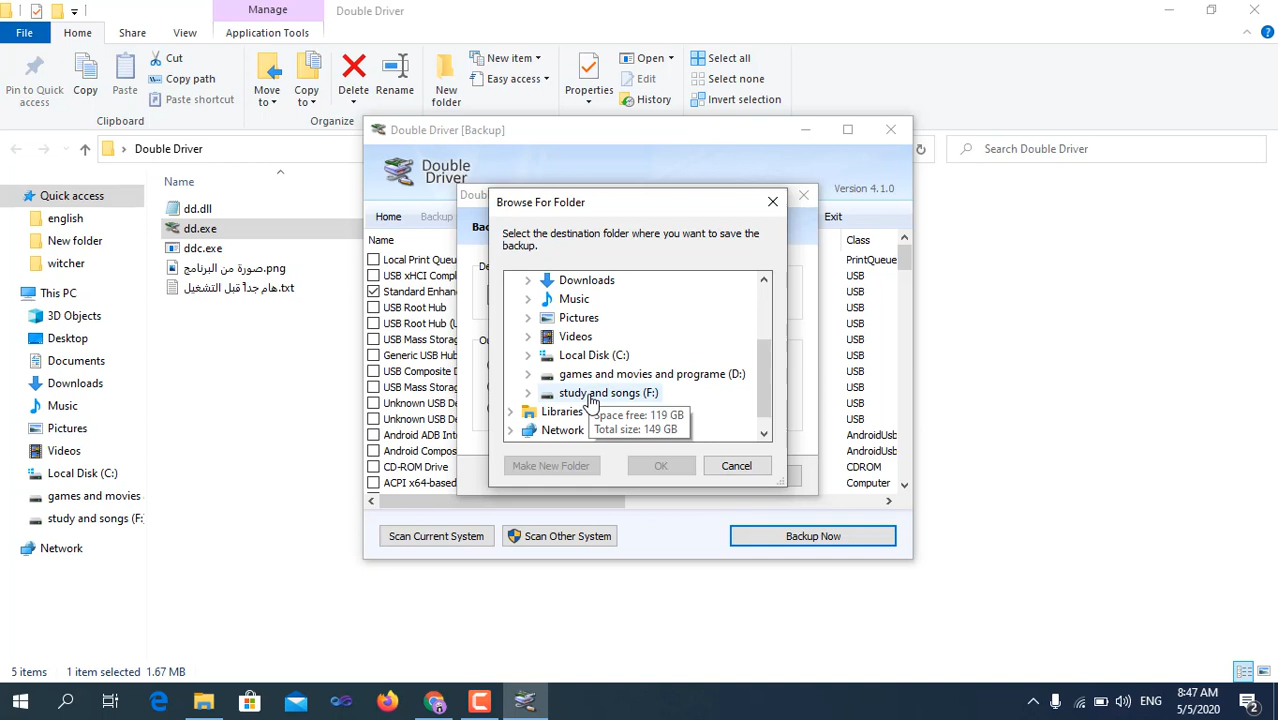 Manage
Double Driver
File
Home
Share
View
Application Tools
Pin to Quick access
Copy
Paste
Cut
Copy path
Paste shortcut
Clipboard
Move to
Copy to
Delete
Rename
Organize
New folder
New item
Easy access
Properties
Open
Edit
History
Select all
Select none
Invert selection
Double Driver
Search Double Driver
Quick access
english
New folder
witcher
This PC
3D Objects
Desktop
Documents
Downloads
Music
Pictures
Videos
Local Disk (C:)
games and movies
study and songs (F:)
Network
Name
dd.dll
dd.exe
ddc.exe
صورة من البرنامج.png
هام جداً قبل التشغيل.txt
Double Driver [Backup]
Double Driver
Version 4.1.0
Home
Backup
Exit
Name
Class
Local Print Queue
PrintQueue
USB xHCI Compl
USB
Standard Enhan
USB
USB Root Hub
USB
USB Root Hub (U
USB
USB Mass Storag
USB
Generic USB Hub
USB
USB Composite D
USB
USB Mass Storag
USB
Unknown USB D
USB
Unknown USB D
USB
Android ADB Inter
AndroidUsb
Android Composit
AndroidUsb
CD-ROM Drive
CDROM
ACPI x64-based
Computer
Scan Current System
Scan Other System
Backup Now
Browse For Folder
Select the destination folder where you want to save the
backup.
Downloads
Music
Pictures
Videos
Local Disk (C:)
games and movies and programe (D:)
study and songs (F:)
Libraries
Network
Space free: 119 GB
Total size: 149 GB
Make New Folder
OK
Cancel
5 items
1 item selected 1.67 MB
ENG
8:47 AM
5/5/2020
2